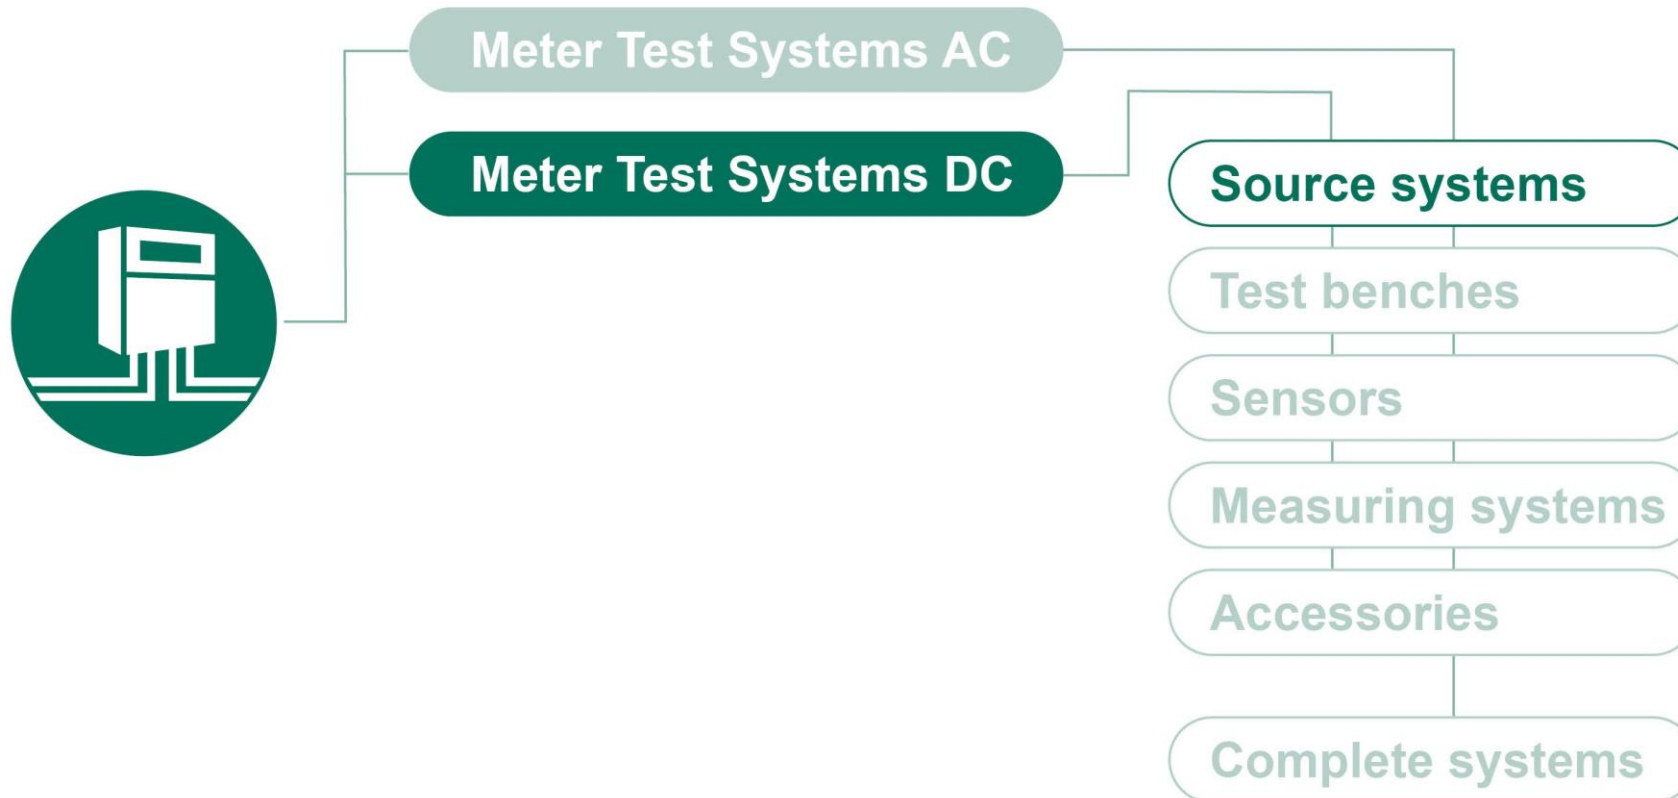 Meter Test Systems AC
Meter Test Systems DC
Source systems
Test benches
Sensors
Measuring systems
Accessories
Complete systems